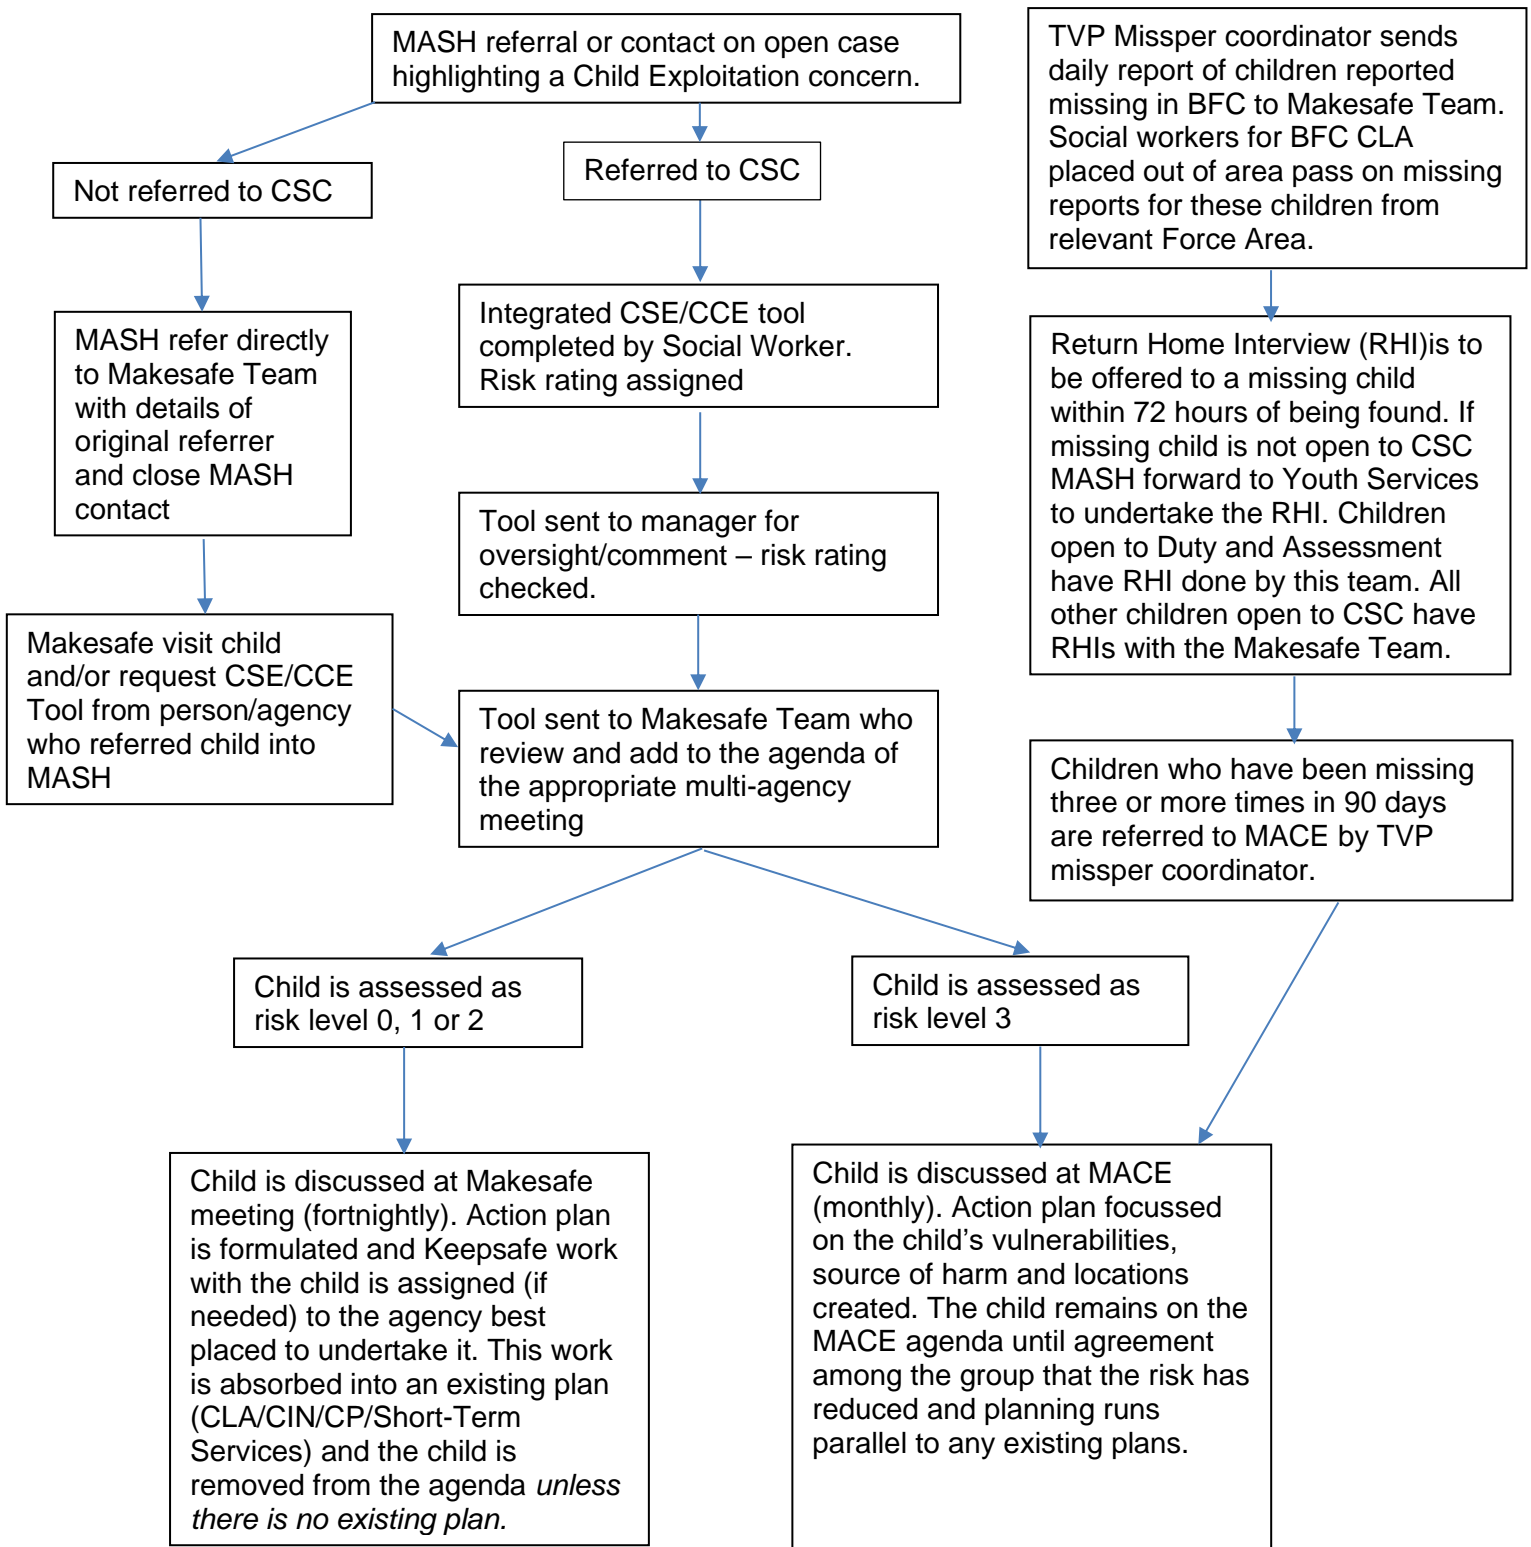 MASH referral or contact on open case
highlighting a Child Exploitation concern.
TVP Missper coordinator sends
daily report of children reported
missing in BFC to Makesafe Team.
Social workers for BFC CLA
placed out of area pass on missing
reports for these children from
relevant Force Area.
Not referred to CSC
Referred to CSC
MASH refer directly
to Makesafe Team
with details of
original referrer
and close MASH
contact
Integrated CSE/CCE tool
completed by Social Worker.
Risk rating assigned
Return Home Interview (RHI)is to
be offered to a missing child
within 72 hours of being found. If
missing child is not open to CSC
MASH forward to Youth Services
to undertake the RHI. Children
open to Duty and Assessment
have RHI done by this team. All
other children open to CSC have
RHIs with the Makesafe Team.
Tool sent to manager for
oversight/comment – risk rating
checked.
Makesafe visit child
and/or request CSE/CCE
Tool from person/agency
who referred child into
MASH
Tool sent to Makesafe Team who
review and add to the agenda of
the appropriate multi-agency
meeting
Children who have been missing
three or more times in 90 days
are referred to MACE by TVP
missper coordinator.
Child is assessed as
risk level 0, 1 or 2
Child is assessed as
risk level 3
Child is discussed at Makesafe
meeting (fortnightly). Action plan
is formulated and Keepsafe work
with the child is assigned (if
needed) to the agency best
placed to undertake it. This work
is absorbed into an existing plan
(CLA/CIN/CP/Short-Term
Services) and the child is
removed from the agenda unless
there is no existing plan.
Child is discussed at MACE
(monthly). Action plan focussed
on the child’s vulnerabilities,
source of harm and locations
created. The child remains on the
MACE agenda until agreement
among the group that the risk has
reduced and planning runs
parallel to any existing plans.